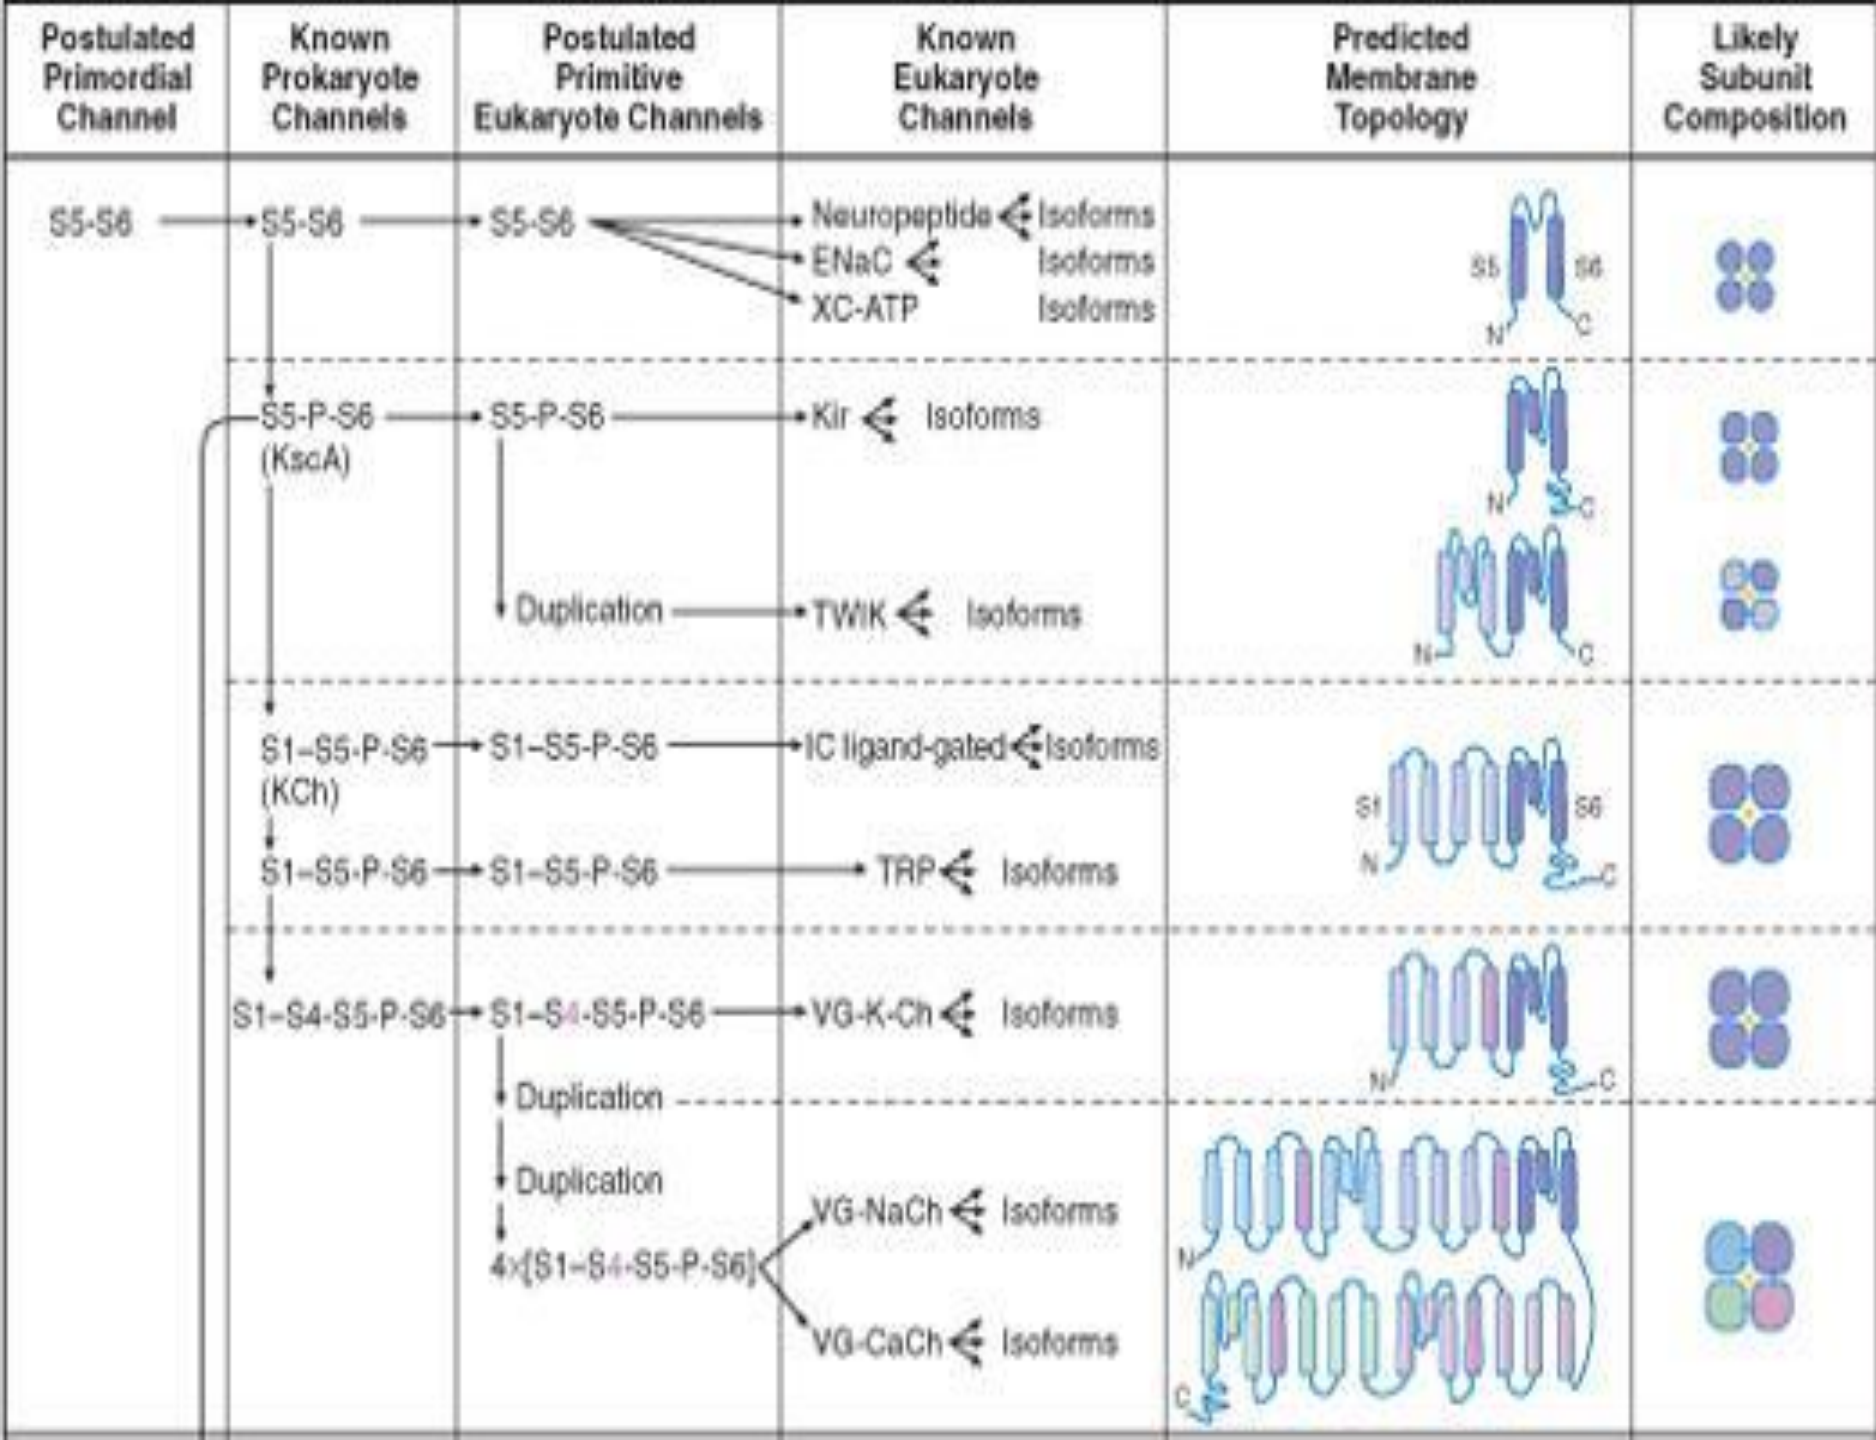 Postulated Primordial Channel
Known Prokaryote Channels
Postulated Primitive Eukaryote Channels
Known Eukaryote Channels
Predicted Membrane Topology
Likely Subunit Composition
S5-S6
S5-S6
S5-S6
Neuropeptide
Isoforms
ENaC
Isoforms
XC-ATP
Isoforms
S5
S6
N
C
S5-P-S6
(KscA)
S5-P-S6
Kir
Isoforms
N
C
Duplication
TWIK
Isoforms
N
C
S1–S5-P-S6
(KCh)
S1–S5-P-S6
IC ligand-gated
Isoforms
S1
S6
N
C
S1–S5-P-S6
S1–S5-P-S6
TRP
Isoforms
S1–S4-S5-P-S6
S1–S4-S5-P-S6
VG-K-Ch
Isoforms
N
C
Duplication
Duplication
4x[S1–S4-S5-P-S6]
VG-NaCh
Isoforms
VG-CaCh
Isoforms
N
C